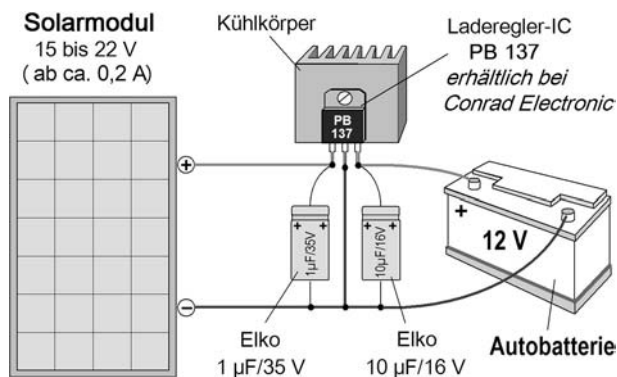 Solarmodul
15 bis 22 V
( ab ca. 0,2 A)
Kühlkörper
Laderegler-IC
PB 137
erhältlich bei
Conrad Electronic
PB
137
+
+ +
1µF/35V
+ +
10µF/16V
+
12 V
−
Elko
1 µF/35 V
Elko
10 µF/16 V
Autobatterie